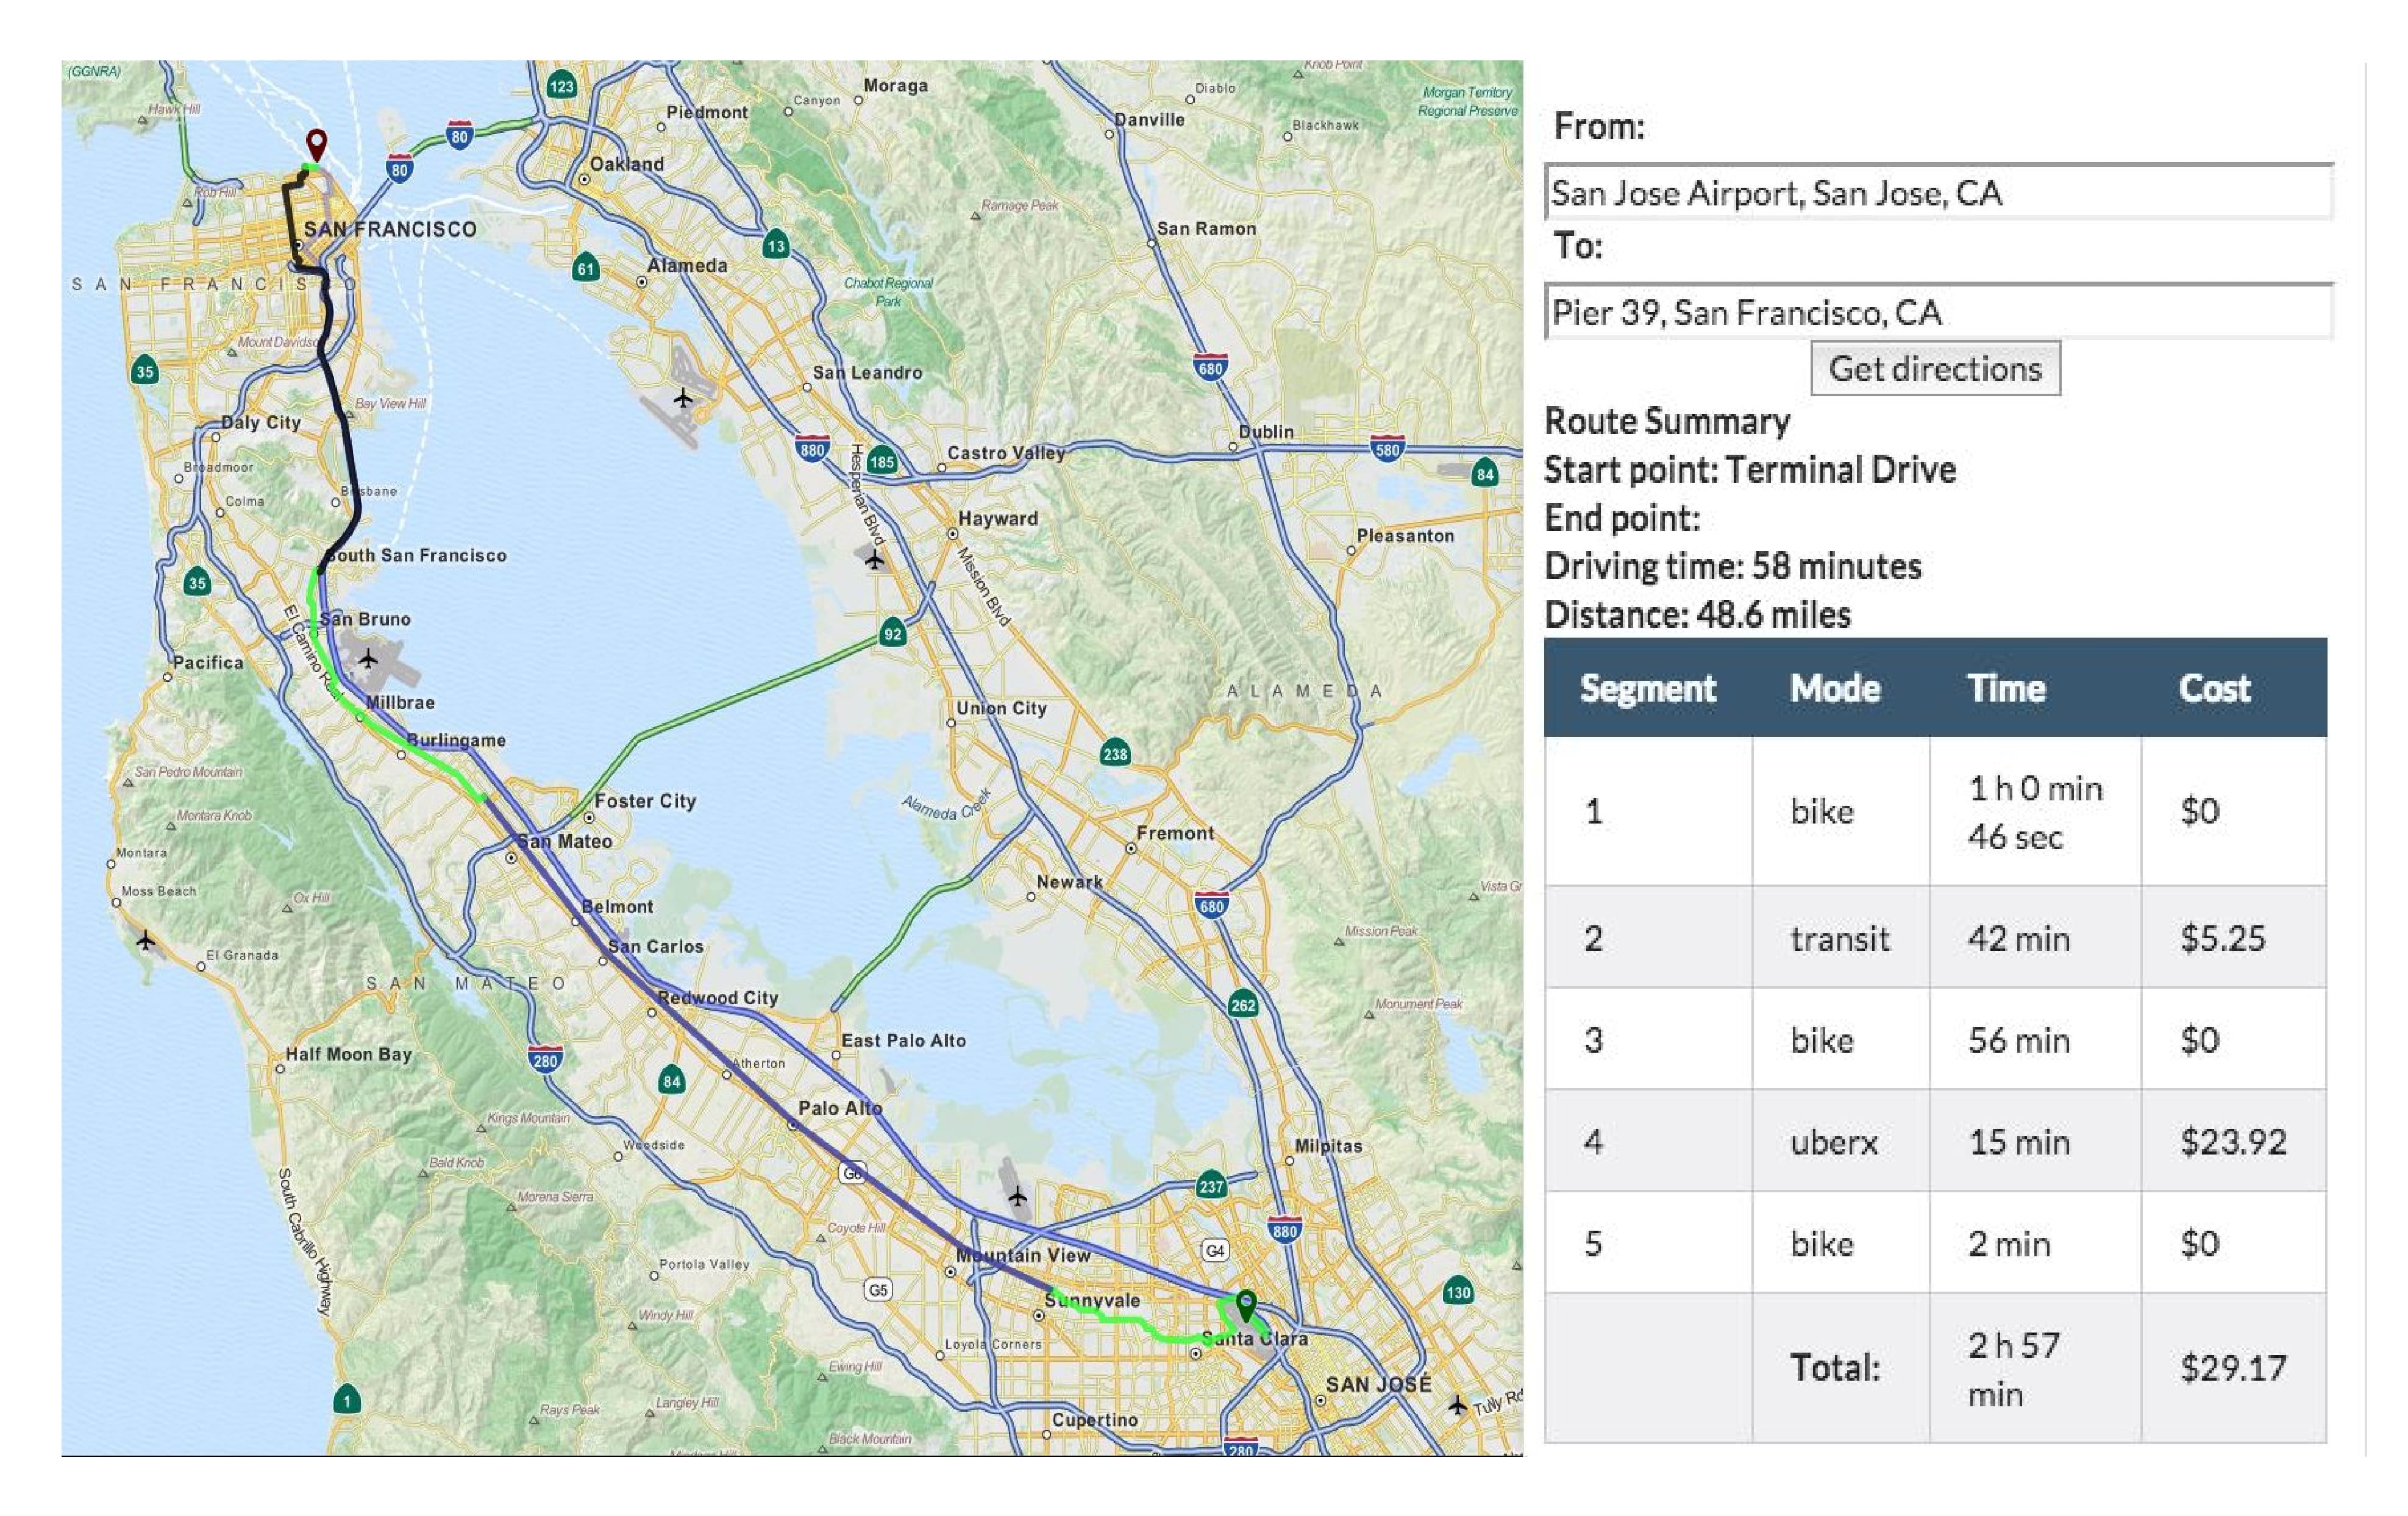 (GGNRA)
Hawk Hill
123
Moraga
Canyon
Piedmont
Knob Point
Diablo
Morgan Territory
Regional Preserve
Danville
Blackhawk
80
80
Oakland
Rob Hill
Ramage Peak
SAN FRANCISCO
13
San Ramon
61
Alameda
SAN FRANCISCO
Chabot Regional
Park
Mount Davidson
35
San Leandro
680
Bay View Hill
Daly City
Dublin
880
Hesperian Blvd
185
Castro Valley
580
84
Broadmoor
Colma
Brisbane
Hayward
Pleasanton
South San Francisco
Mission Blvd
35
El Camino Real
San Bruno
92
Pacifica
ALAMEDA
Millbrae
Union City
Burlingame
238
San Pedro Mountain
Foster City
Alameda Creek
Montara Knob
San Mateo
Fremont
Montara
Moss Beach
Ox Hill
Belmont
Newark
680
Vista Gr
San Carlos
Mission Peak
El Granada
SAN MATEO
Redwood City
262
Monument Peak
Half Moon Bay
280
East Palo Alto
Atherton
84
Palo Alto
Kings Mountain
Woodside
Milpitas
Bald Knob
G6
237
South Cabrillo Highway
Morena Sierra
Coyote Hill
880
Mountain View
G4
Portola Valley
G5
130
Sunnyvale
Windy Hill
Loyola Corners
Santa Clara
Ewing Hill
SAN JOSÉ
1
Rays Peak
Langley Hill
Tully Rd
Cupertino
Black Mountain
280
From:
San Jose Airport, San Jose, CA
To:
Pier 39, San Francisco, CA
Get directions
Route Summary
Start point: Terminal Drive
End point:
Driving time: 58 minutes
Distance: 48.6 miles
Segment Mode Time Cost
1 bike 1 h 0 min 46 sec $0
2 transit 42 min $5.25
3 bike 56 min $0
4 uberx 15 min $23.92
5 bike 2 min $0
Total: 2 h 57 min $29.17